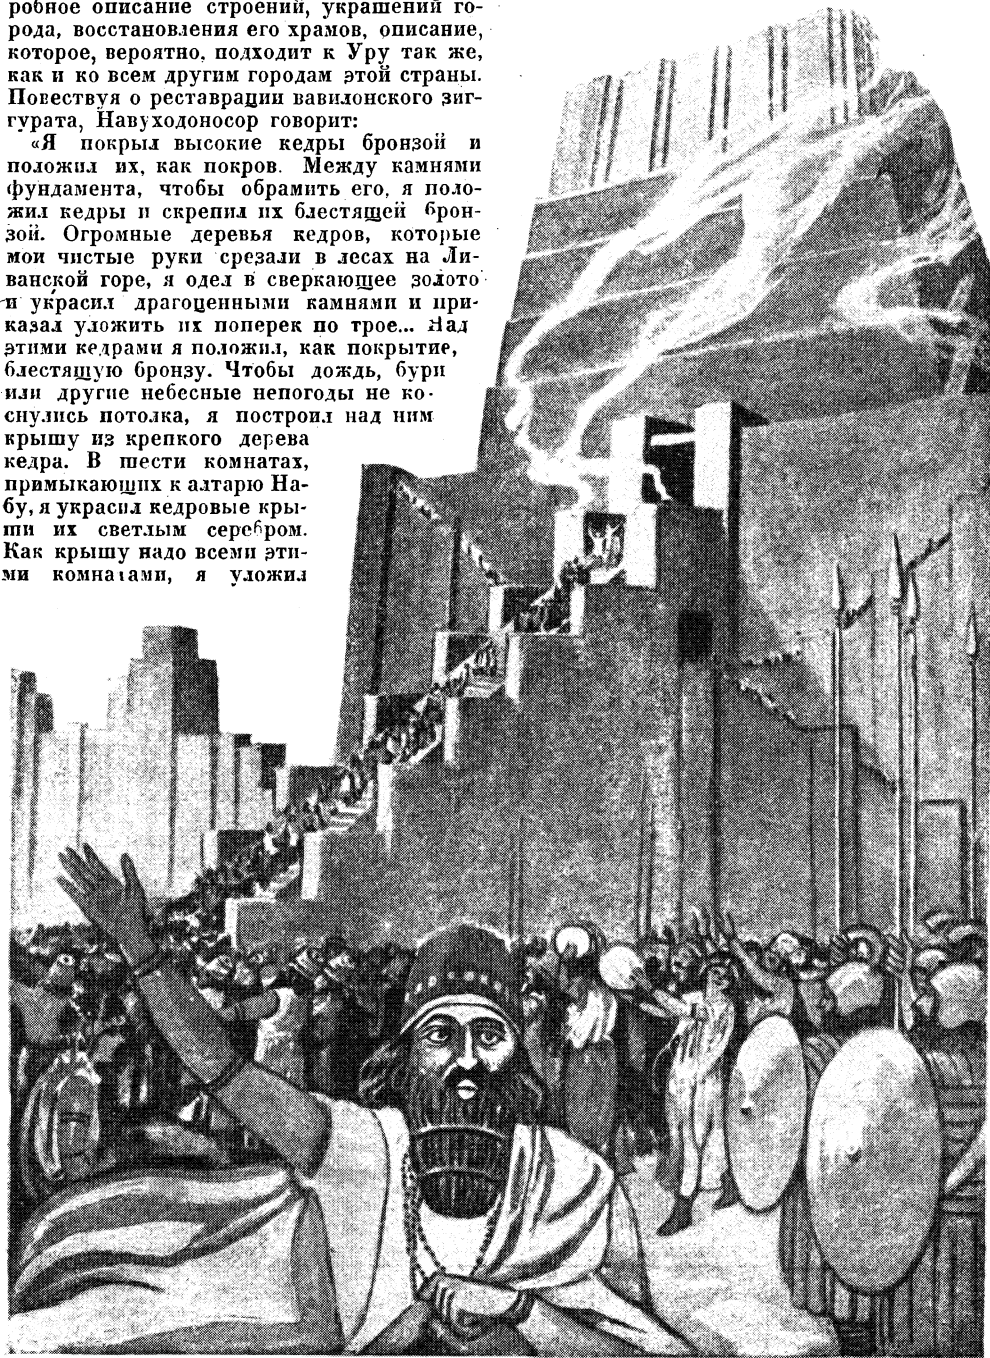 робное описание строений, украшений го-
рода, восстановления его храмов, описание,
которое, вероятно, подходит к Уру так же,
как и ко всем другим городам этой страны.
Повествуя о реставрации вавилонского зиг-
гурата, Навуходоносор говорит:
«Я покрыл высокие кедры бронзой и
положил их, как покров. Между камнями
фундамента, чтобы обрамить его, я поло-
жил кедры и скрепил их блестящей брон-
зой. Огромные деревья кедров, которые
мои чистые руки срезали в лесах на Ли-
ванской горе, я одел в сверкающее золото
и украсил драгоценными камнями и при-
казал уложить их поперек по трое... Над
этими кедрами я положил, как покрытие,
блестящую бронзу. Чтобы дождь, бури
или другие небесные непогоды не ко-
снулись потолка, я построил над ним
крышу из крепкого дерева
кедра. В шести комнатах,
примыкающих к алтарю На-
бу, я украсил кедровые кры-
ши их светлым серебром.
Как крышу надо всеми эти-
ми комнатами, я уложил